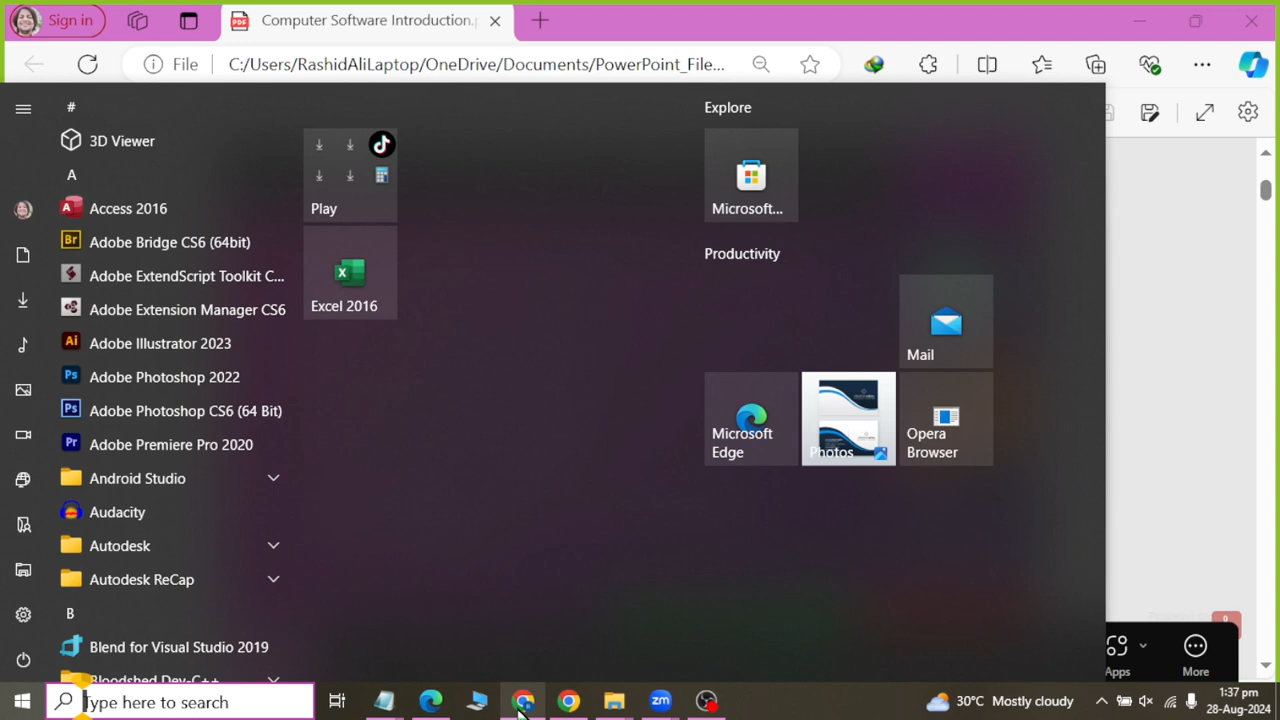 Sign in
Computer Software Introduction.p
File
C:/Users/RashidAliLaptop/OneDrive/Documents/PowerPoint_File...
#
3D Viewer
A
Access 2016
Adobe Bridge CS6 (64bit)
Adobe ExtendScript Toolkit C...
Adobe Extension Manager CS6
Adobe Illustrator 2023
Adobe Photoshop 2022
Adobe Photoshop CS6 (64 Bit)
Adobe Premiere Pro 2020
Android Studio
Audacity
Autodesk
Autodesk ReCap
B
Blend for Visual Studio 2019
Bloodshed Dev-C++
Play
Excel 2016
Explore
Microsoft...
Productivity
Mail
Microsoft
Edge
Photos
Opera
Browser
Apps
More
Type here to search
30°C Mostly cloudy
1:37 pm
28-Aug-2024